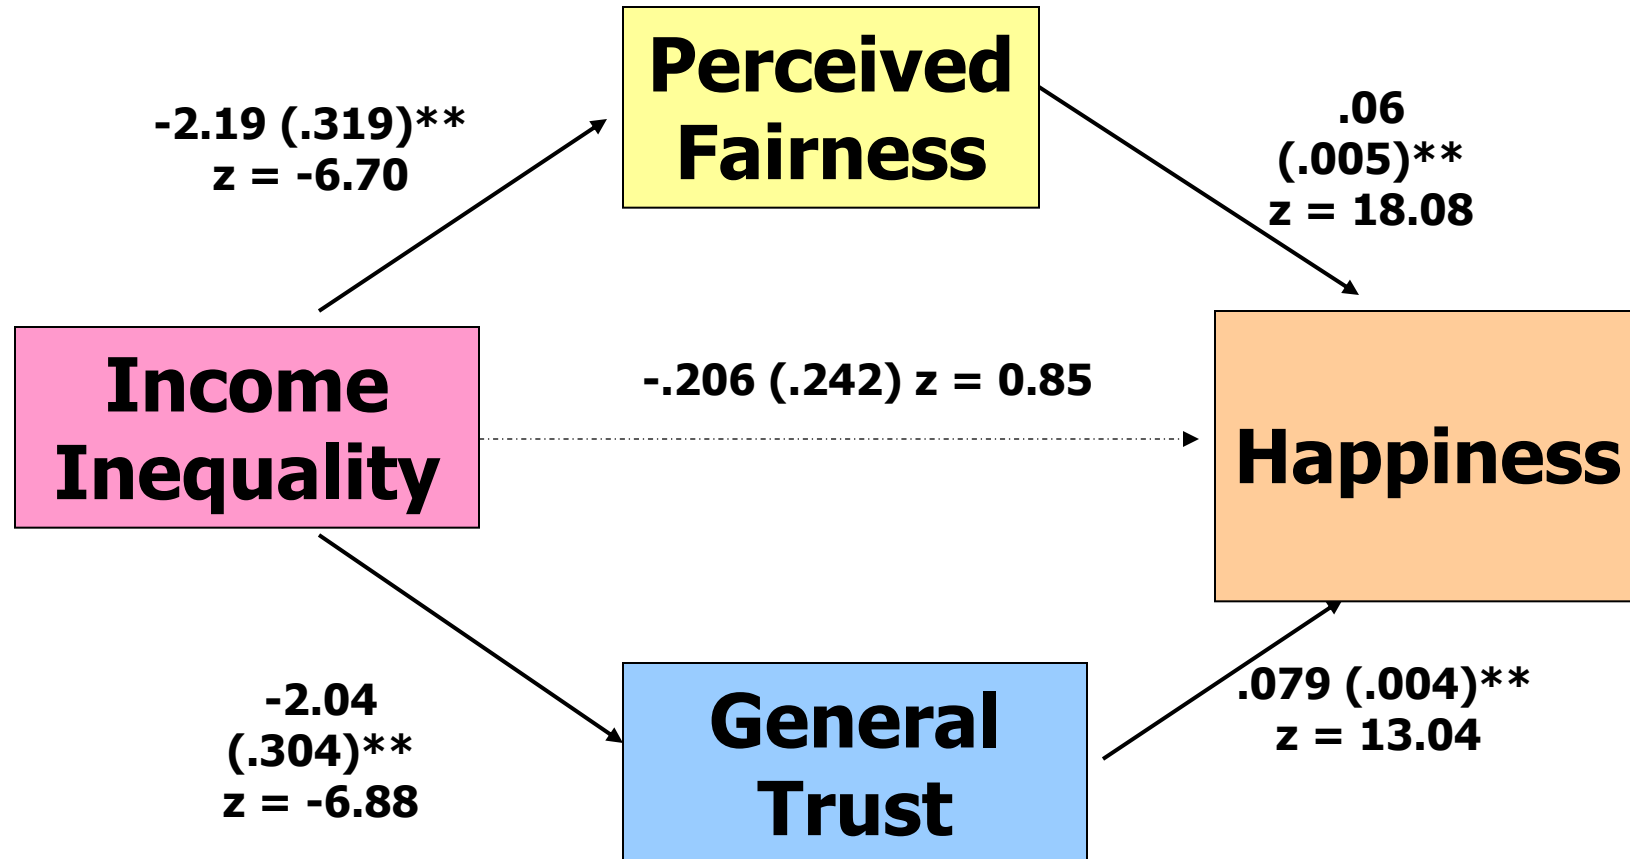 Perceived
Fairness
-2.19 (.319)**
z = -6.70
.06
(.005)**
z = 18.08
Income
Inequality
-.206 (.242) z = 0.85
Happiness
-2.04
(.304)**
z = -6.88
General
Trust
.079 (.004)**
z = 13.04